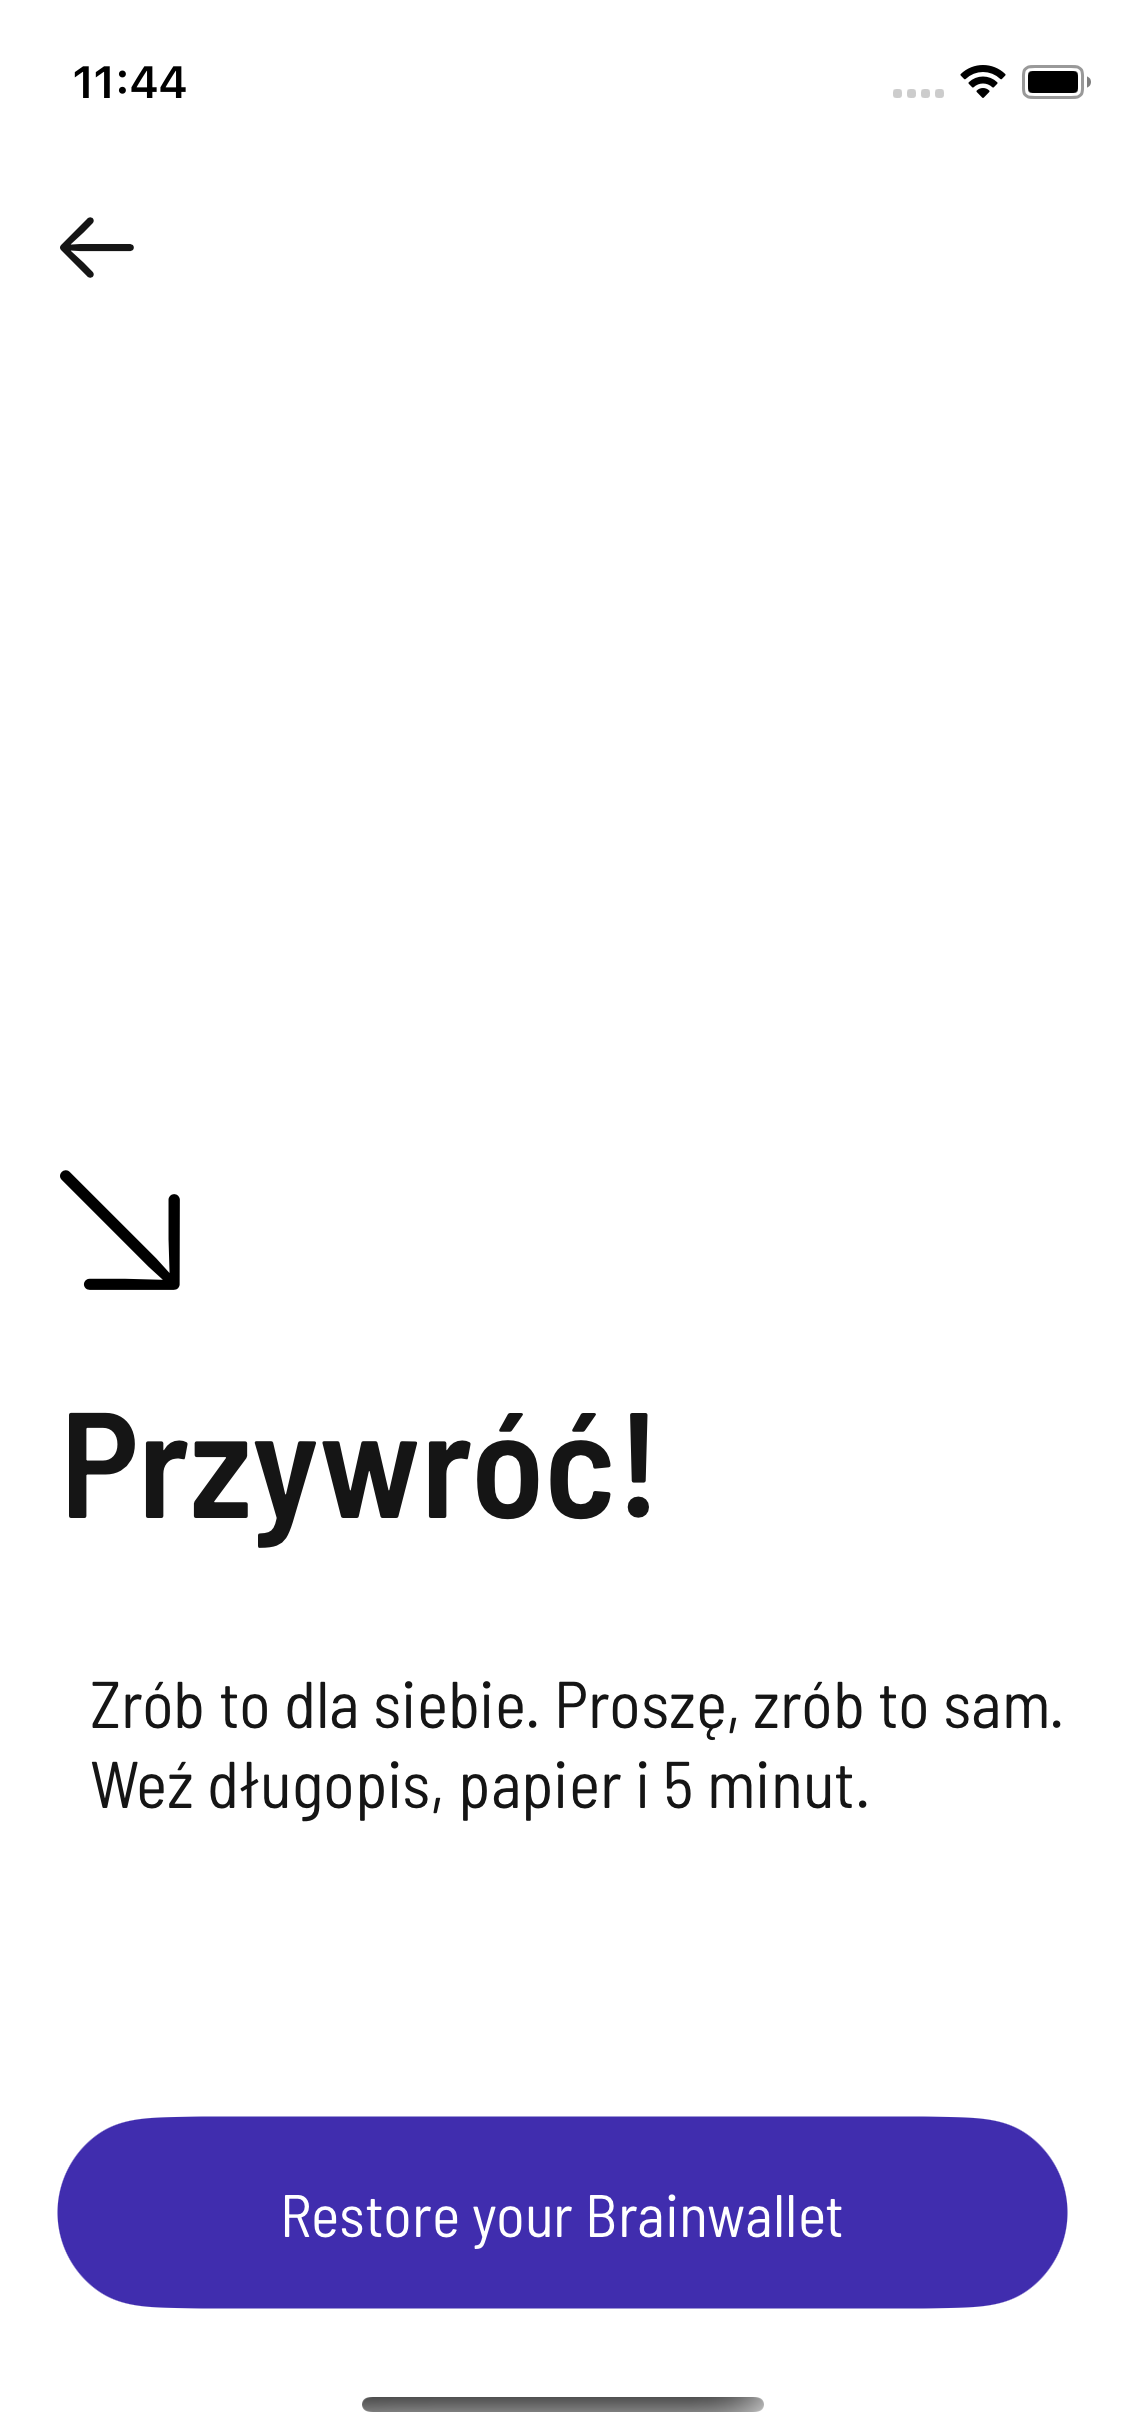 11:44
Przywróć!
Zrób to dla siebie. Proszę, zrób to sam.
Weź długopis, papier i 5 minut.
Restore your Brainwallet